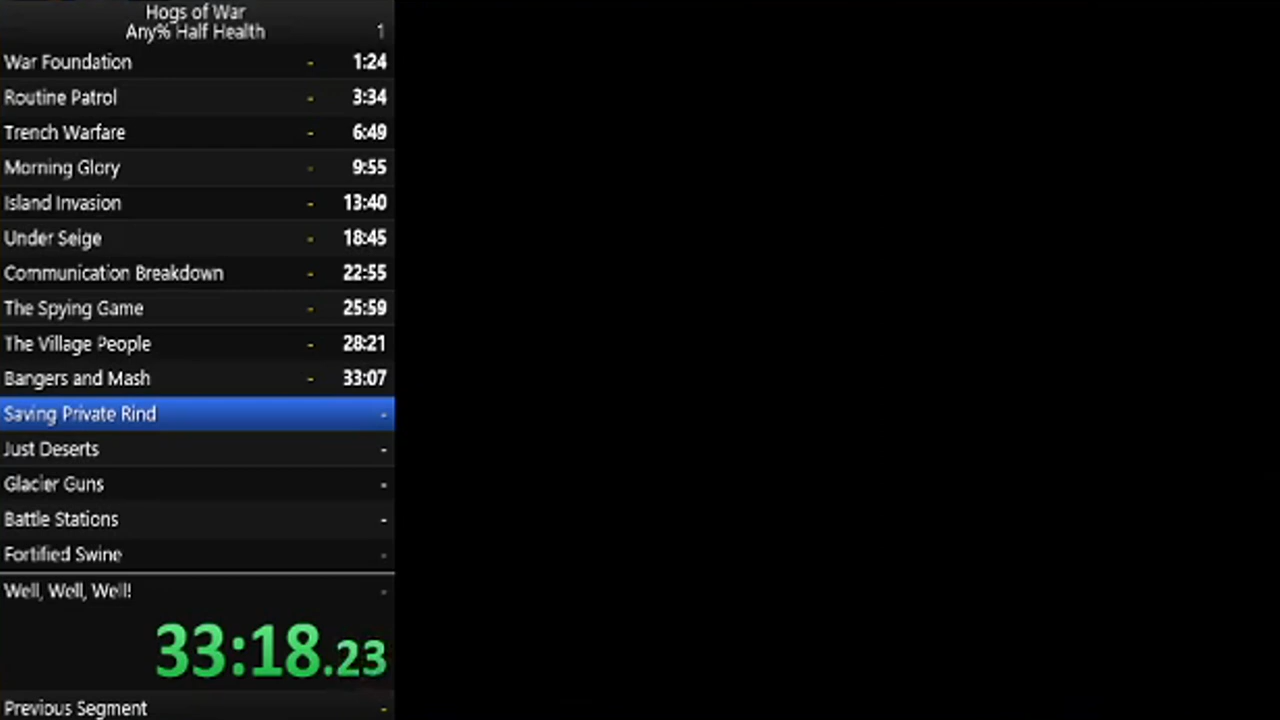 Hogs of War
Any% Half Health 1
War Foundation - 1:24
Routine Patrol - 3:34
Trench Warfare - 6:49
Morning Glory - 9:55
Island Invasion - 13:40
Under Seige - 18:45
Communication Breakdown - 22:55
The Spying Game - 25:59
The Village People - 28:21
Bangers and Mash - 33:07
Saving Private Rind -
Just Deserts -
Glacier Guns -
Battle Stations -
Fortified Swine -
Well, Well, Well! -
33:18.23
Previous Segment -